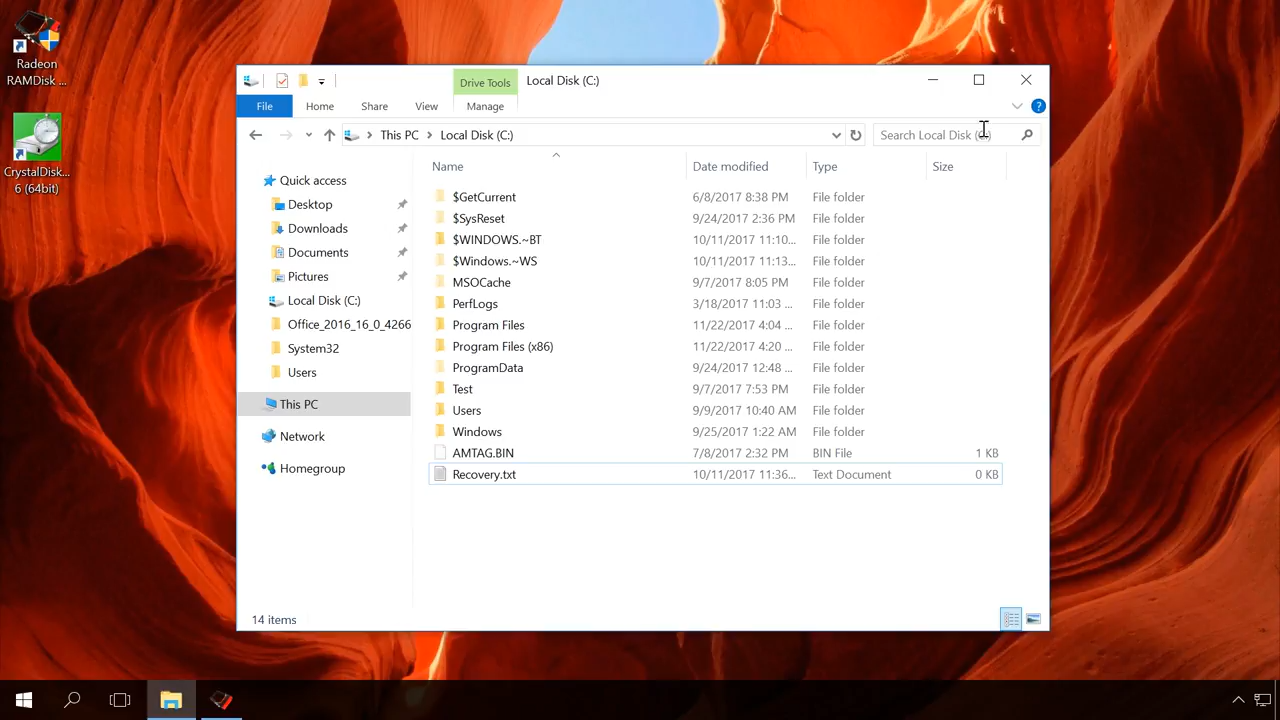 Radeon
RAMDisk ...
CrystalDisk...
6 (64bit)
Drive Tools
Local Disk (C:)
File
Home
Share
View
Manage
This PC
Local Disk (C:)
Search Local Disk (C:)
Name
Date modified
Type
Size
Quick access
Desktop
Downloads
Documents
Pictures
Local Disk (C:)
Office_2016_16_0_4266
System32
Users
This PC
Network
Homegroup
$GetCurrent 6/8/2017 8:38 PM File folder
$SysReset 9/24/2017 2:36 PM File folder
$WINDOWS.~BT 10/11/2017 11:10... File folder
$Windows.~WS 10/11/2017 11:13... File folder
MSOCache 9/7/2017 8:05 PM File folder
PerfLogs 3/18/2017 11:03 ... File folder
Program Files 11/22/2017 4:04 ... File folder
Program Files (x86) 11/22/2017 4:20 ... File folder
ProgramData 9/24/2017 12:48 ... File folder
Test 9/7/2017 7:53 PM File folder
Users 9/9/2017 10:40 AM File folder
Windows 9/25/2017 1:22 AM File folder
AMTAG.BIN 7/8/2017 2:32 PM BIN File 1 KB
Recovery.txt 10/11/2017 11:36... Text Document 0 KB
14 items